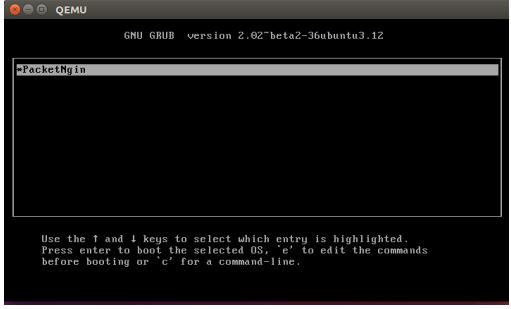 QEMU
GNU GRUB  version 2.02~beta2-36ubuntu3.12
*PacketNgin
Use the ↑ and ↓ keys to select which entry is highlighted.
Press enter to boot the selected OS, `e' to edit the commands
before booting or `c' for a command-line.